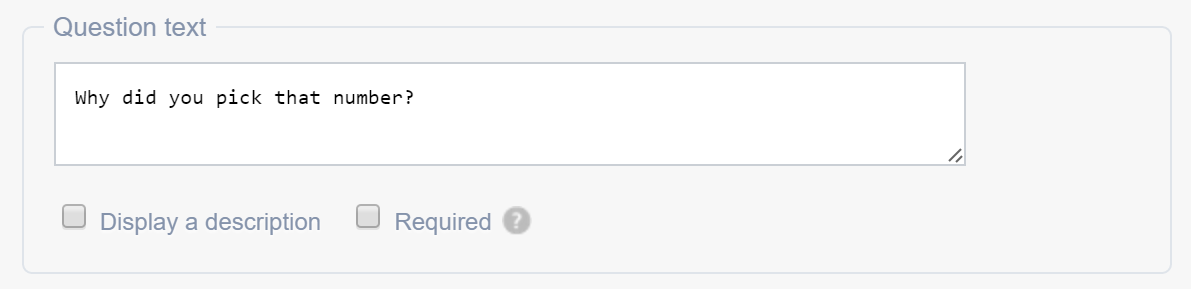 Question text
Why did you pick that number?
Display a description Required ?